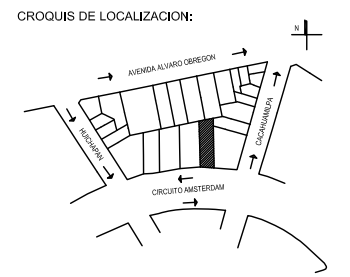 CROQUIS DE LOCALIZACION:
N
AVENIDA ALVARO OBREGON
HUICHAPAN
CACAHUAMILPA
CIRCUITO AMSTERDAM